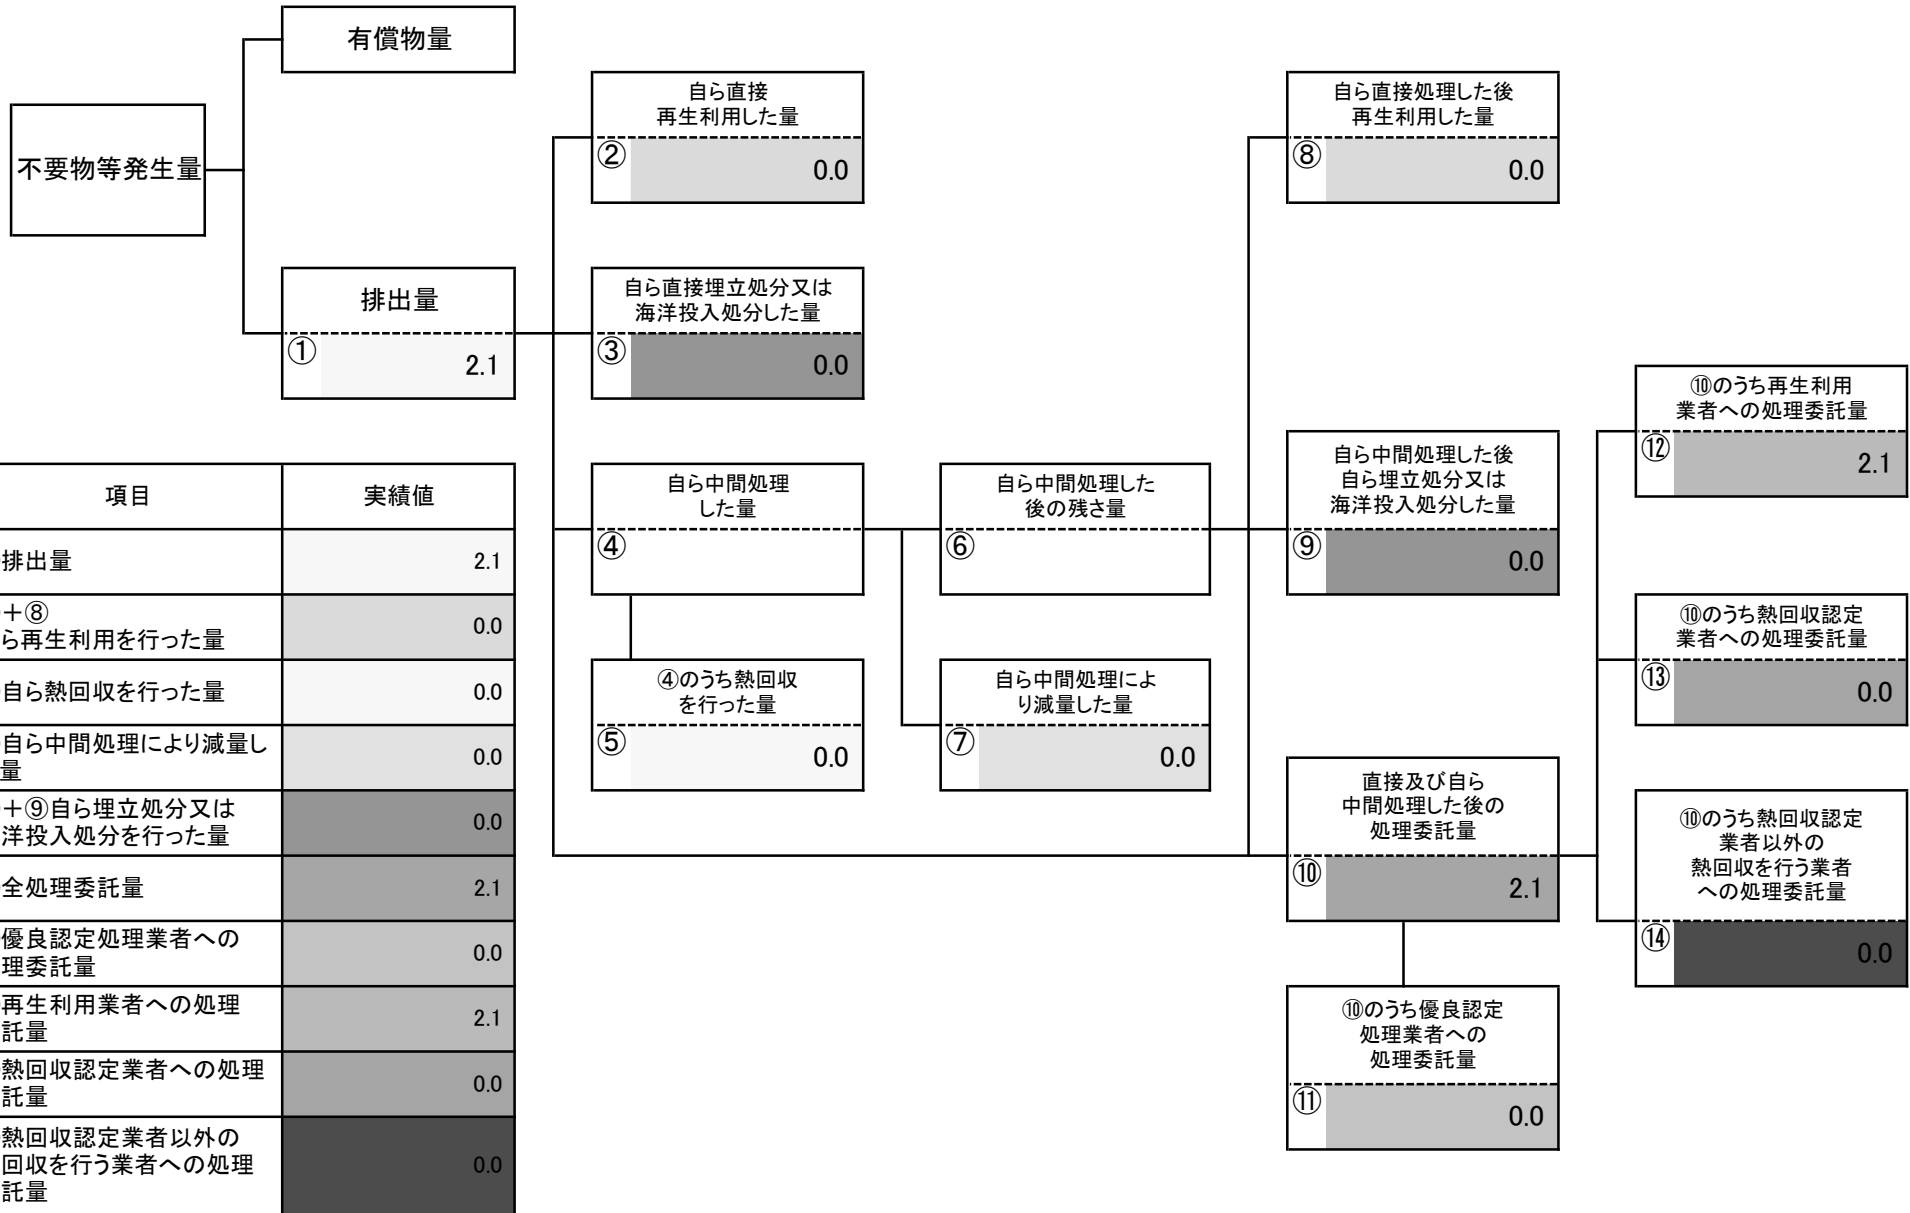 有償物量
不要物等発生量
排出量
①
2.1
自ら直接
再生利用した量
②
0.0
自ら直接埋立処分又は
海洋投入処分した量
③
0.0
自ら中間処理
した量
④
④のうち熱回収
を行った量
⑤
0.0
自ら中間処理した
後の残さ量
⑥
自ら中間処理によ
り減量した量
⑦
0.0
自ら直接処理した後
再生利用した量
⑧
0.0
自ら中間処理した後
自ら埋立処分又は
海洋投入処分した量
⑨
0.0
直接及び自ら
中間処理した後の
処理委託量
⑩
2.1
⑩のうち優良認定
処理業者への
処理委託量
⑪
0.0
⑩のうち再生利用
業者への処理委託量
⑫
2.1
⑩のうち熱回収認定
業者への処理委託量
⑬
0.0
⑩のうち熱回収認定
業者以外の
熱回収を行う業者
への処理委託量
⑭
0.0
項目
実績値
排出量
2.1
+⑧
ら再生利用を行った量
0.0
自ら熱回収を行った量
0.0
自ら中間処理により減量し
量
0.0
+⑨自ら埋立処分又は
洋投入処分を行った量
0.0
全処理委託量
2.1
優良認定処理業者への
理委託量
0.0
再生利用業者への処理
託量
2.1
熱回収認定業者への処理
託量
0.0
熱回収認定業者以外の
回収を行う業者への処理
託量
0.0